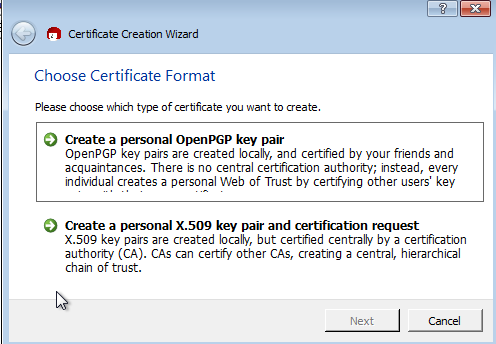 Certificate Creation Wizard
Choose Certificate Format
Please choose which type of certificate you want to create.
Create a personal OpenPGP key pair
OpenPGP key pairs are created locally, and certified by your friends and
acquaintances. There is no central certification authority; instead, every
individual creates a personal Web of Trust by certifying other users' key
Create a personal X.509 key pair and certification request
X.509 key pairs are created locally, but certified centrally by a certification
authority (CA). CAs can certify other CAs, creating a central, hierarchical
chain of trust.
Next
Cancel